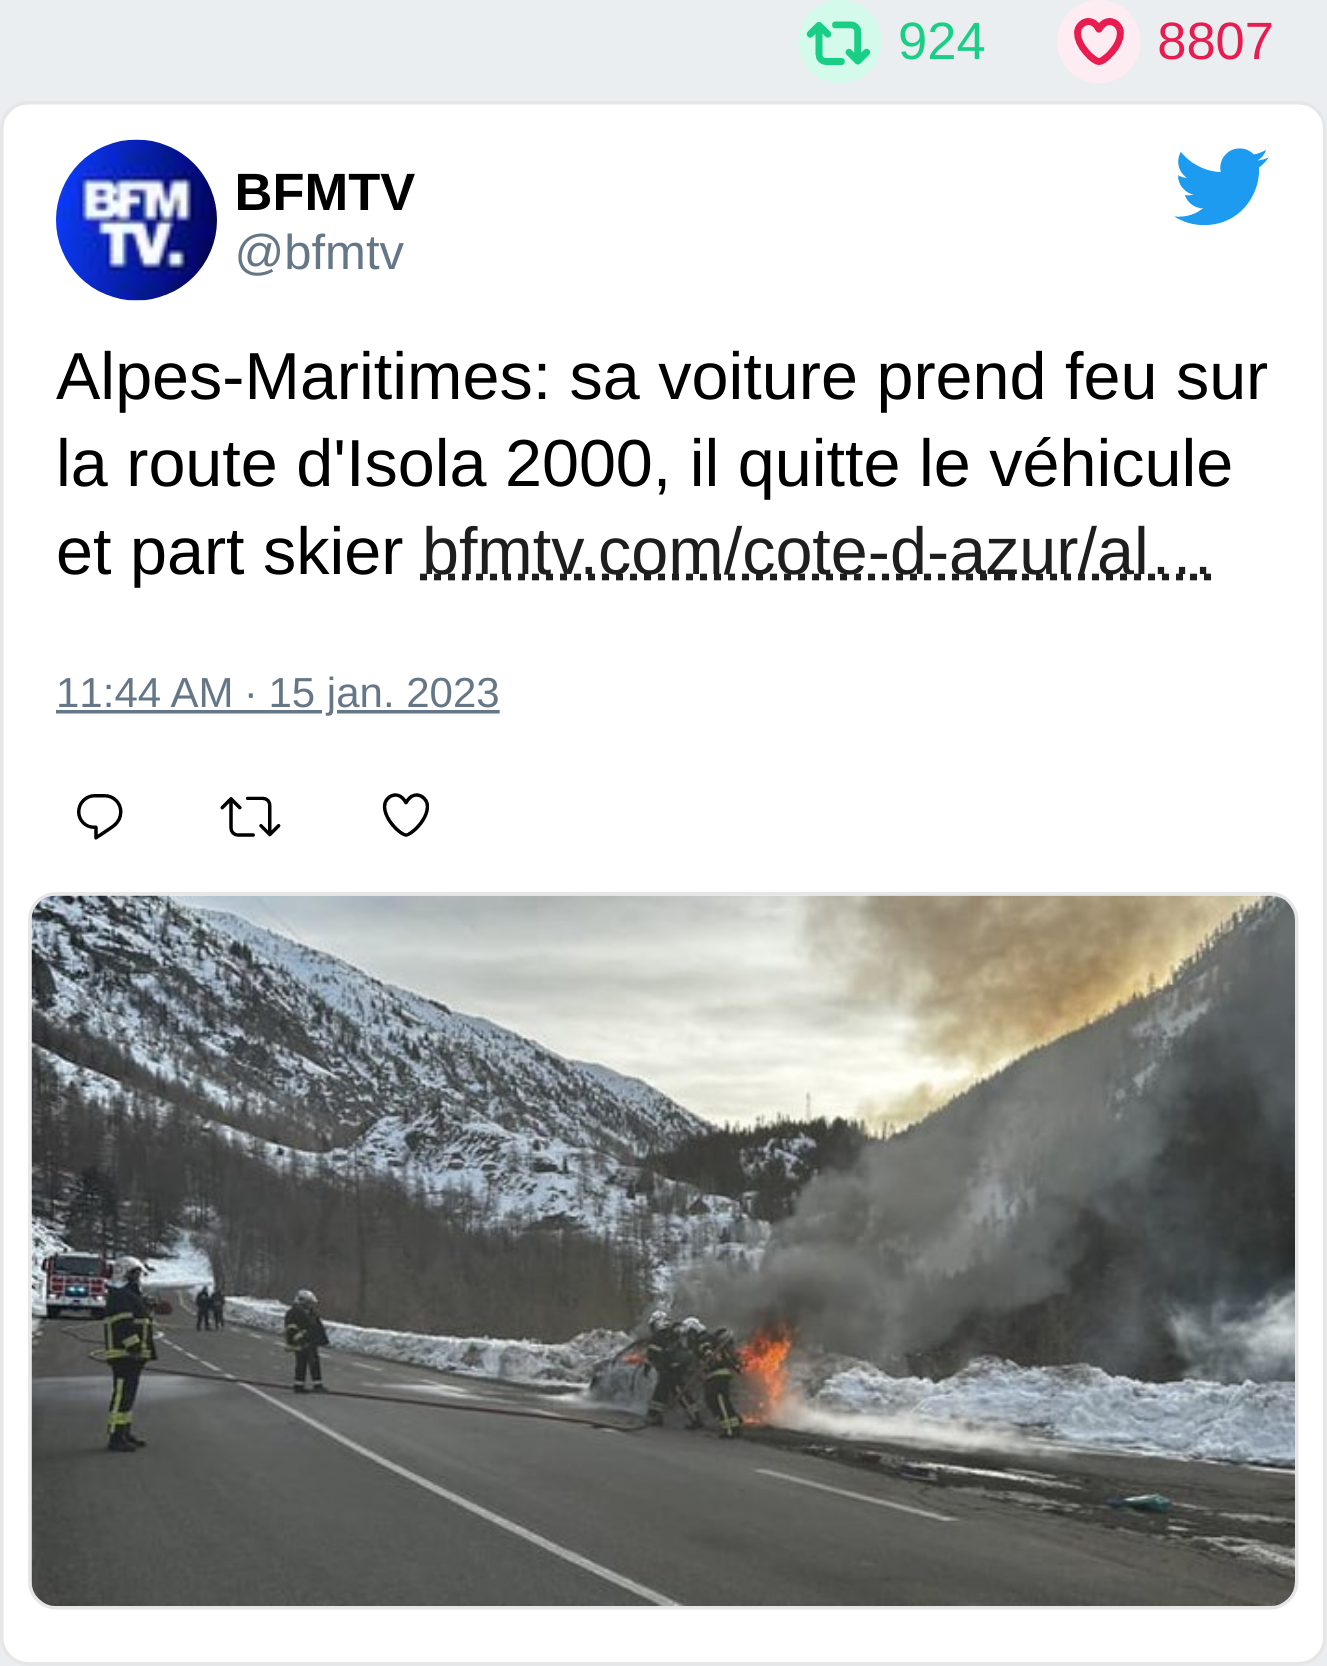 924 8807
BFM
TV.
BFMTV
@bfmtv
Alpes-Maritimes: sa voiture prend feu sur
la route d'Isola 2000, il quitte le véhicule
et part skier bfmtv.com/cote-d-azur/al…
11:44 AM · 15 jan. 2023